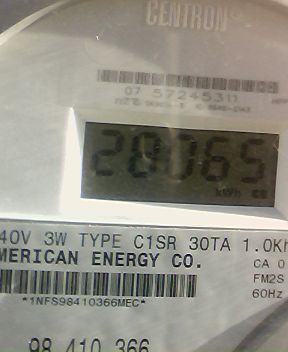 CENTRON®
07 57245311
28065
kWh
40V 3W TYPE C1SR 30TA 1.0Kh
MERICAN ENERGY CO.
CA 0
FM2S
60Hz
*1NFS98410366MEC*
98 410 366